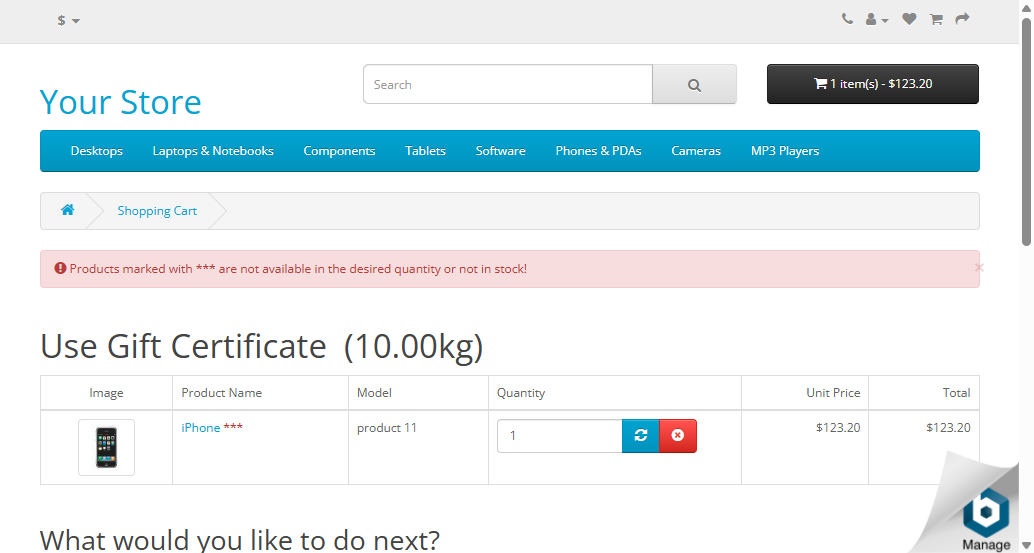 $
Your Store
Search
1 item(s) - $123.20
Desktops Laptops & Notebooks Components Tablets Software Phones & PDAs Cameras MP3 Players
Shopping Cart
Products marked with *** are not available in the desired quantity or not in stock!
×
Use Gift Certificate (10.00kg)
Image Product Name Model Quantity Unit Price Total
iPhone *** product 11 1 $123.20 $123.20
What would you like to do next?
b
Manage